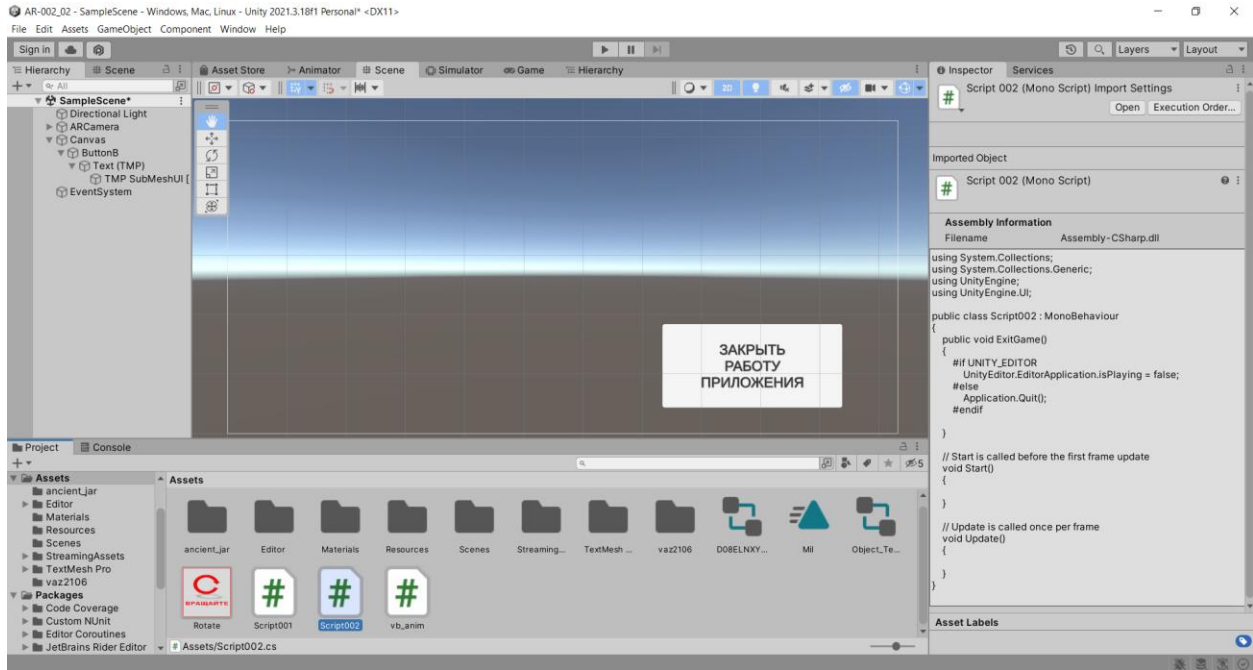 AR-002_02 - SampleScene - Windows, Mac, Linux - Unity 2021.3.18f1 Personal* <DX11>
File Edit Assets GameObject Component Window Help
Sign in
Layers
Layout
Hierarchy
Scene
All
SampleScene*
Directional Light
ARCamera
Canvas
ButtonB
Text (TMP)
TMP SubMeshUI [
EventSystem
Asset Store
Animator
Scene
Simulator
Game
Hierarchy
2D
ЗАКРЫТЬ
РАБОТУ
ПРИЛОЖЕНИЯ
Inspector
Services
Script 002 (Mono Script) Import Settings
Open
Execution Order...
Imported Object
Script 002 (Mono Script)
Assembly Information
Filename Assembly-CSharp.dll
using System.Collections;
using System.Collections.Generic;
using UnityEngine;
using UnityEngine.UI;
public class Script002 : MonoBehaviour
{
public void ExitGame()
{
#if UNITY_EDITOR
UnityEditor.EditorApplication.isPlaying = false;
#else
Application.Quit();
#endif
}
// Start is called before the first frame update
void Start()
{
}
// Update is called once per frame
void Update()
{
}
}
Asset Labels
Project
Console
5
Assets
ancient_jar
Editor
Materials
Resources
Scenes
StreamingAssets
TextMesh Pro
vaz2106
Packages
Code Coverage
Custom NUnit
Editor Coroutines
JetBrains Rider Editor
Assets
ancient_jar
Editor
Materials
Resources
Scenes
Streaming...
TextMesh ...
vaz2106
D08ELNXY...
Mil
Object_Te...
ВРАЩАЙТЕ
Rotate
Script001
Script002
vb_anim
Assets/Script002.cs